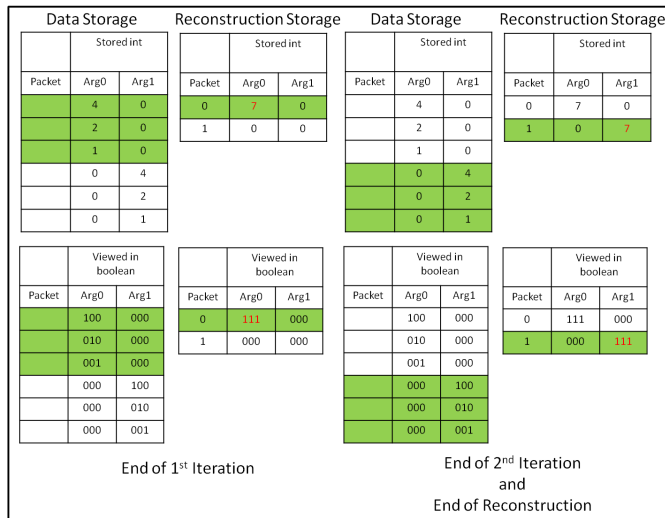 Data Storage
Reconstruction Storage
Data Storage
Reconstruction Storage
Stored int
Packet Arg0 Arg1
4 0
2 0
1 0
0 4
0 2
0 1
Stored int
Packet Arg0 Arg1
0 7 0
1 0 0
Stored int
Packet Arg0 Arg1
4 0
2 0
1 0
0 4
0 2
0 1
Stored int
Packet Arg0 Arg1
0 7 0
1 0 7
Viewed in
boolean
Packet Arg0 Arg1
100 000
010 000
001 000
000 100
000 010
000 001
Viewed in
boolean
Packet Arg0 Arg1
0 111 000
1 000 000
Viewed in
boolean
Packet Arg0 Arg1
100 000
010 000
001 000
000 100
000 010
000 001
Viewed in
boolean
Packet Arg0 Arg1
0 111 000
1 000 111
End of 1st Iteration
End of 2nd Iteration
and
End of Reconstruction